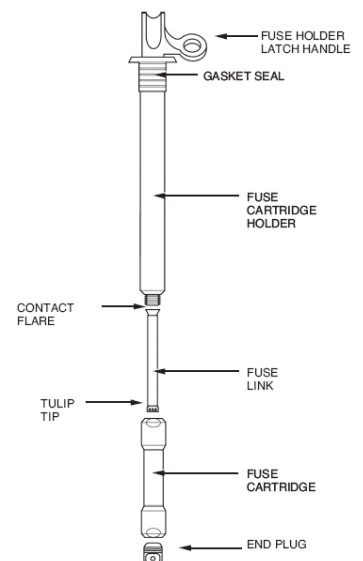 FUSE HOLDER
LATCH HANDLE
GASKET SEAL
FUSE
CARTRIDGE
HOLDER
CONTACT
FLARE
FUSE
LINK
TULIP
TIP
FUSE
CARTRIDGE
END PLUG